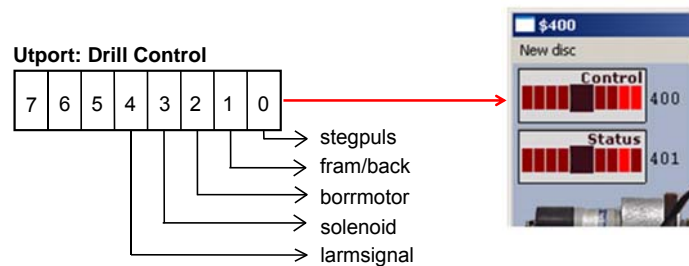 Utport: Drill Control
7 6 5 4 3 2 1 0
stegpuls
fram/back
borrmotor
solenoid
larmsignal
$400
New disc
Control
400
Status
401